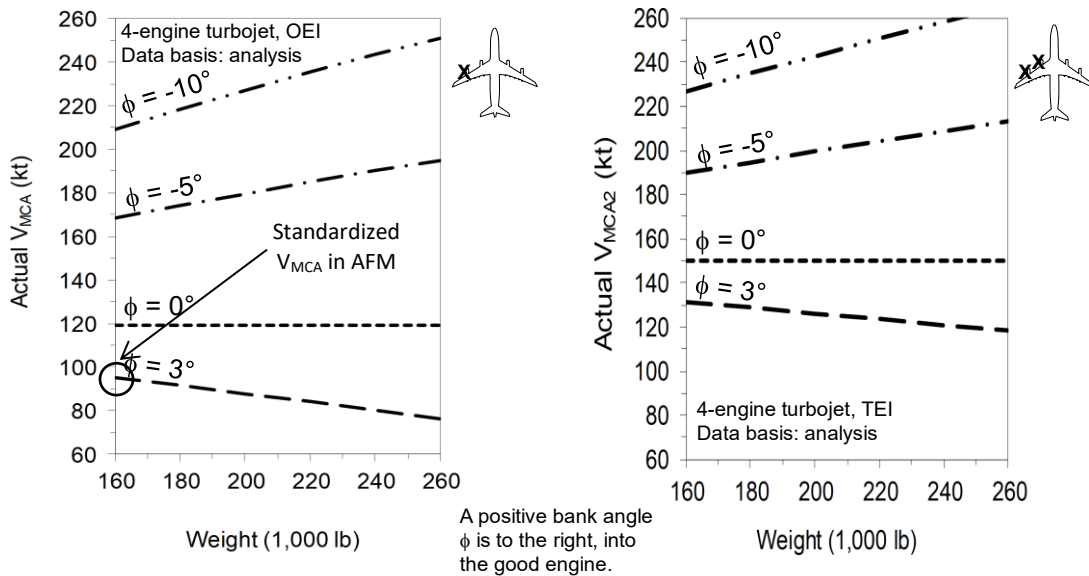 4-engine turbojet, OEI
Data basis: analysis
Actual VMCA (kt)
260
240
220
200
180
160
140
120
100
80
60
ϕ = -10°
ϕ = -5°
Standardized
VMCA in AFM
ϕ = 0°
ϕ = 3°
160 180 200 220 240 260
Weight (1,000 lb)
X
A positive bank angle
ϕ is to the right, into
the good engine.
Actual VMCA2 (kt)
260
240
220
200
180
160
140
120
100
80
60
ϕ = -10°
ϕ = -5°
ϕ = 0°
ϕ = 3°
4-engine turbojet, TEI
Data basis: analysis
160 180 200 220 240 260
Weight (1,000 lb)
X X